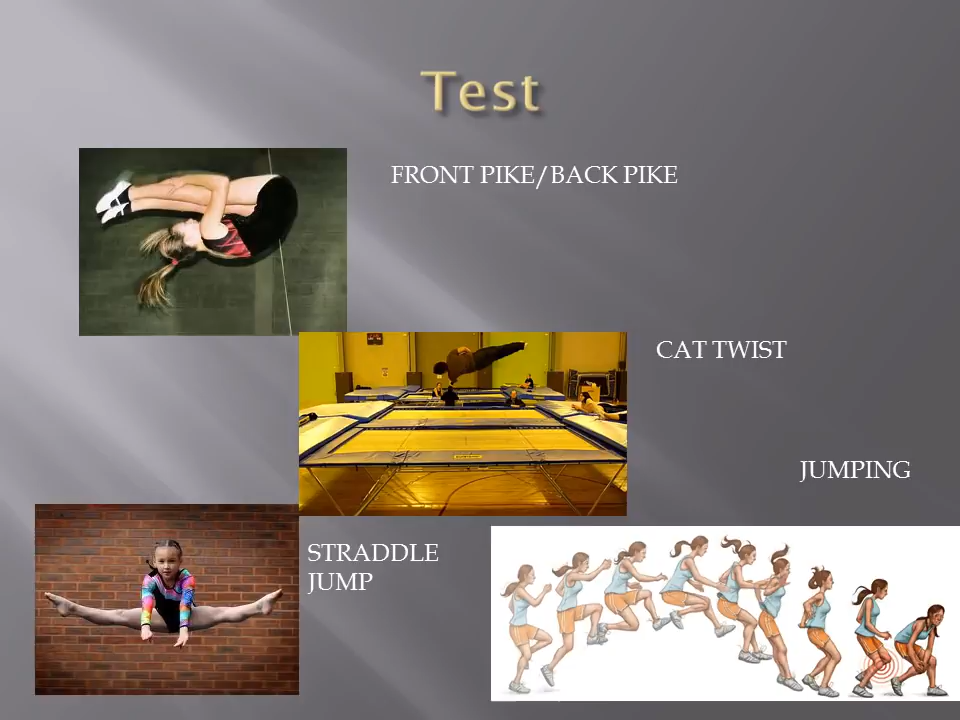 Test
FRONT PIKE/BACK PIKE
CAT TWIST
JUMPING
STRADDLE
JUMP